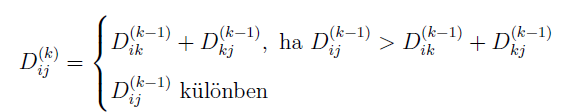 D_{ij}^{(k)} = { D_{ik}^{(k-1)} + D_{kj}^{(k-1)}, ha D_{ij}^{(k-1)} > D_{ik}^{(k-1)} + D_{kj}^{(k-1)}
D_{ij}^{(k-1)} különben